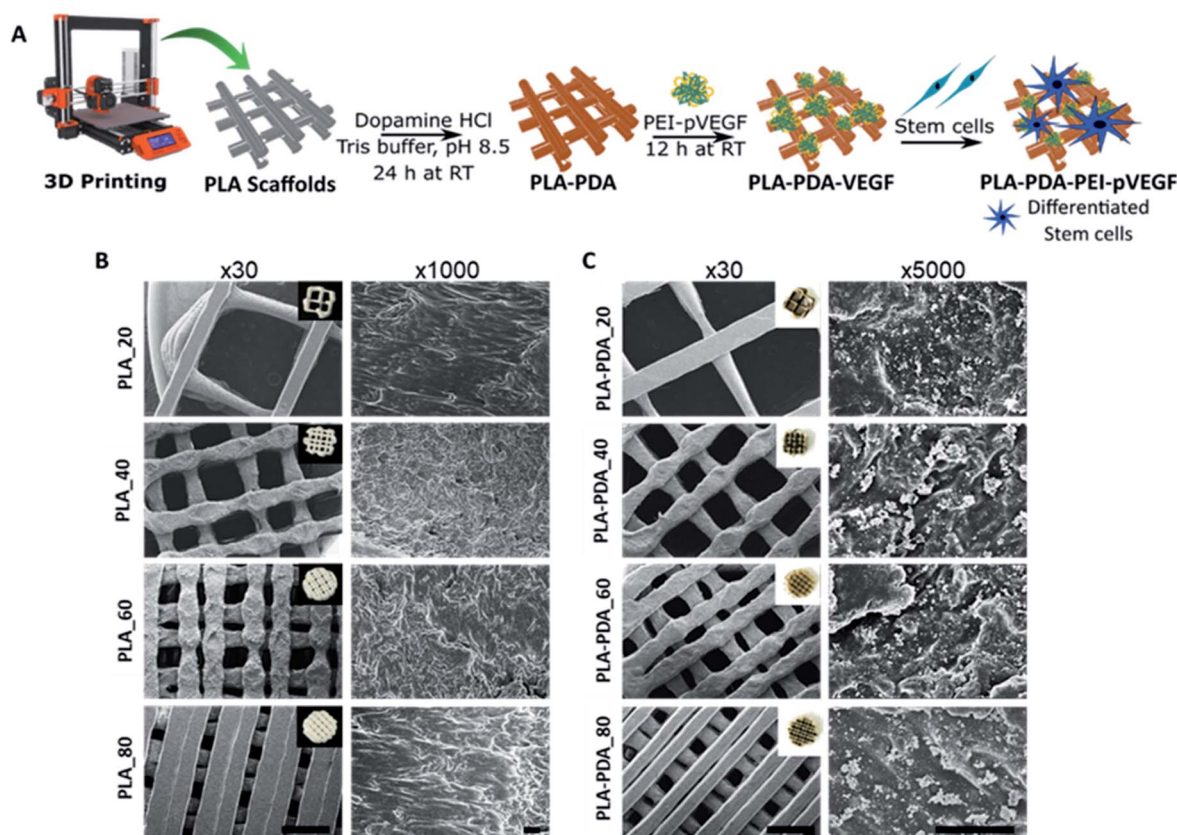 A
3D Printing
PLA Scaffolds
Dopamine HCl
Tris buffer, pH 8.5
24 h at RT
PLA-PDA
PEI-pVEGF
12 h at RT
PLA-PDA-VEGF
Stem cells
PLA-PDA-PEI-pVEGF
Differentiated
Stem cells
B
x30
x1000
PLA_20
PLA_40
PLA_60
PLA_80
C
x30
x5000
PLA-PDA_20
PLA-PDA_40
PLA-PDA_60
PLA-PDA_80